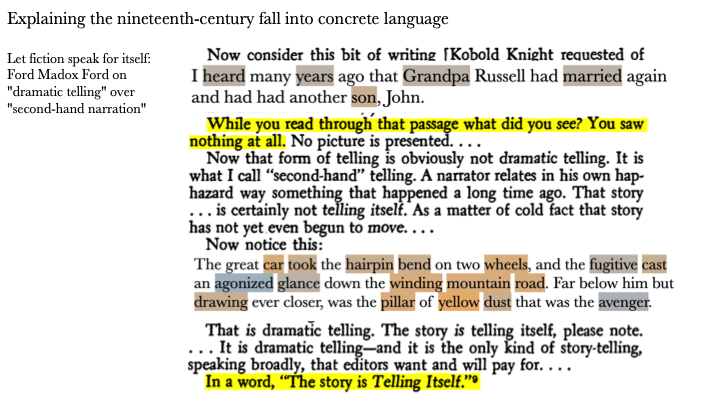 Explaining the nineteenth-century fall into concrete language
Let fiction speak for itself:
Ford Madox Ford on
"dramatic telling" over
"second-hand narration"
Now consider this bit of writing [Kobold Knight requested of
I heard many years ago that Grandpa Russell had married again
and had had another son, John.
While you read through that passage what did you see? You saw
nothing at all. No picture is presented. . . .
Now that form of telling is obviously not dramatic telling. It is
what I call “second-hand” telling. A narrator relates in his own hap-
hazard way something that happened a long time ago. That story
. . . is certainly not telling itself. As a matter of cold fact that story
has not yet even begun to move. . . .
Now notice this:
The great car took the hairpin bend on two wheels, and the fugitive cast
an agonized glance down the winding mountain road. Far below him but
drawing ever closer, was the pillar of yellow dust that was the avenger.
That is dramatic telling. The story is telling itself, please note.
. . . It is dramatic telling—and it is the only kind of story-telling,
speaking broadly, that editors want and will pay for. . . .
In a word, “The story is Telling Itself.”⁹